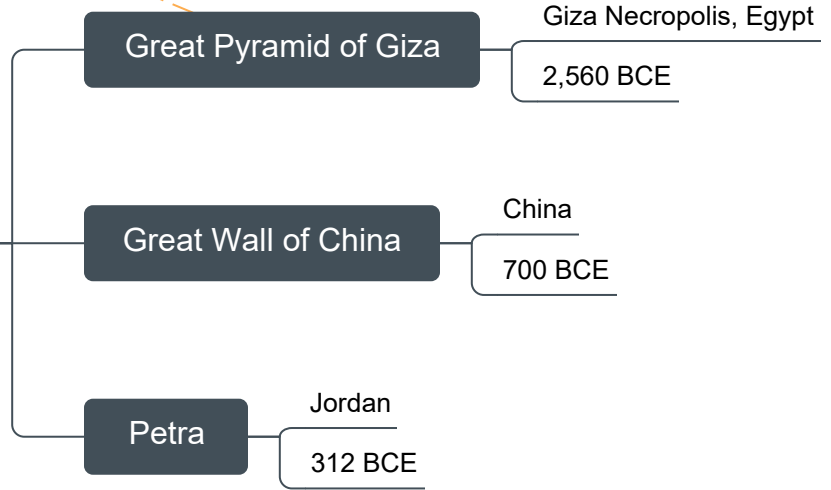 Great Pyramid of Giza
Giza Necropolis, Egypt
2,560 BCE
Great Wall of China
China
700 BCE
Petra
Jordan
312 BCE